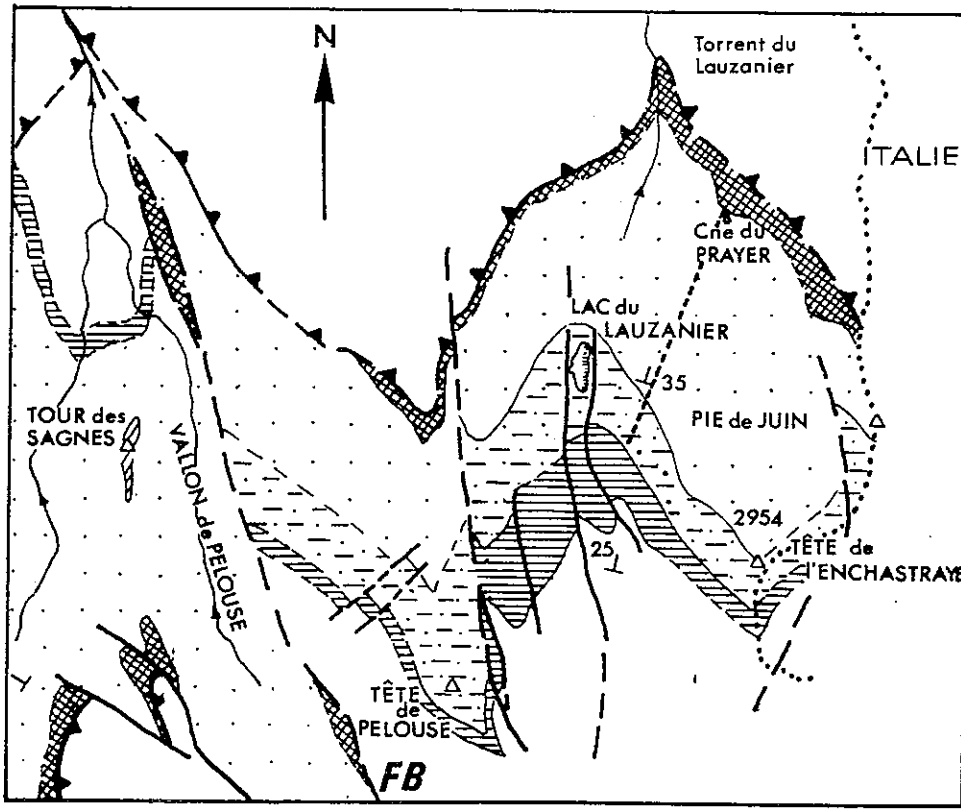 N
Torrent du
Lauzanier
ITALIE
Cne du
PRAYER
LAC du
LAUZANIER
35
PIE de JUIN
TOUR des
SAGNES
VALLON de PELOUSE
2954
TÊTE de
l'ENCHASTRAYE
25
TÊTE
de
PELOUSE
FB